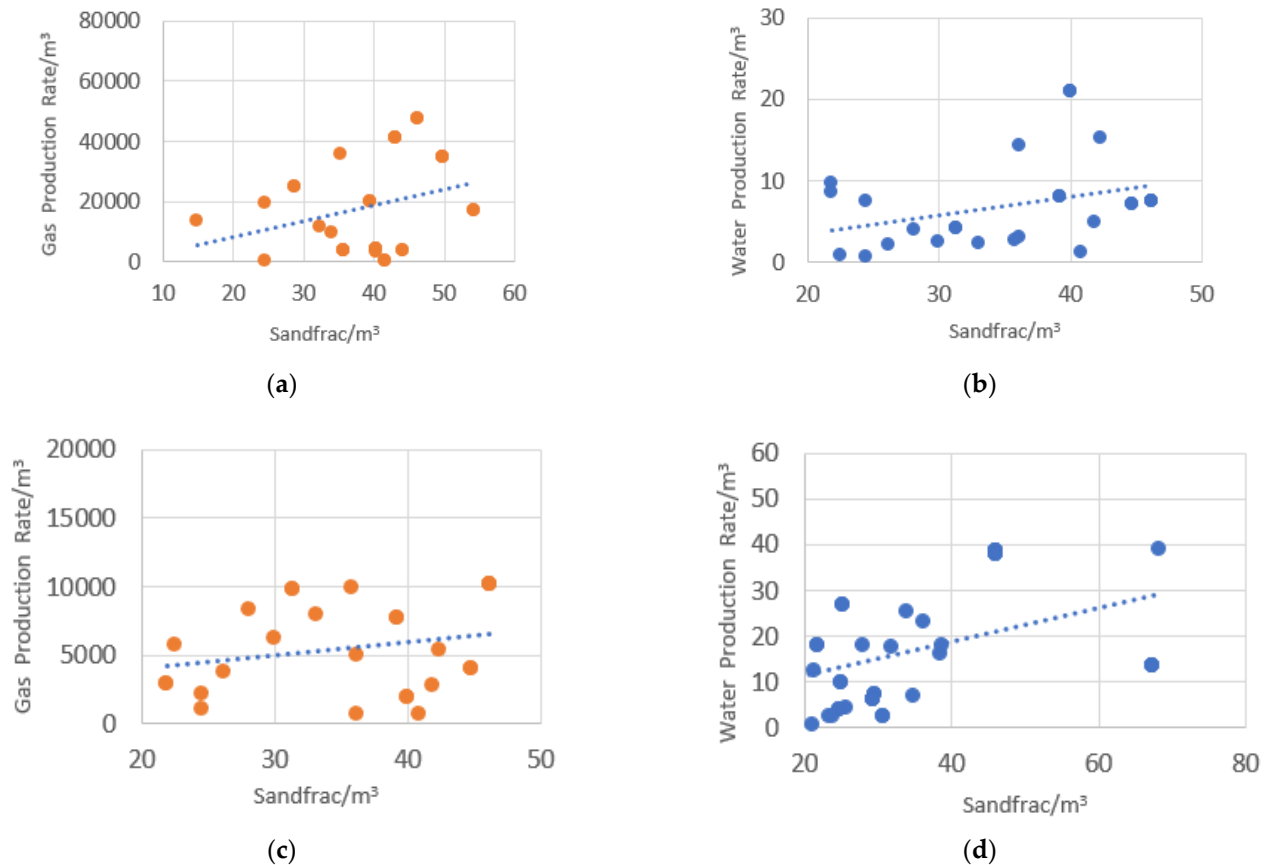 80000
60000
40000
20000
0
Gas Production Rate/m³
10 20 30 40 50 60
Sandfrac/m³
(a)
30
20
10
0
Water Production Rate/m³
20 30 40 50
Sandfrac/m³
(b)
20000
15000
10000
5000
0
Gas Production Rate/m³
20 30 40 50
Sandfrac/m³
(c)
60
50
40
30
20
10
0
Water Production Rate/m³
20 40 60 80
Sandfrac/m³
(d)